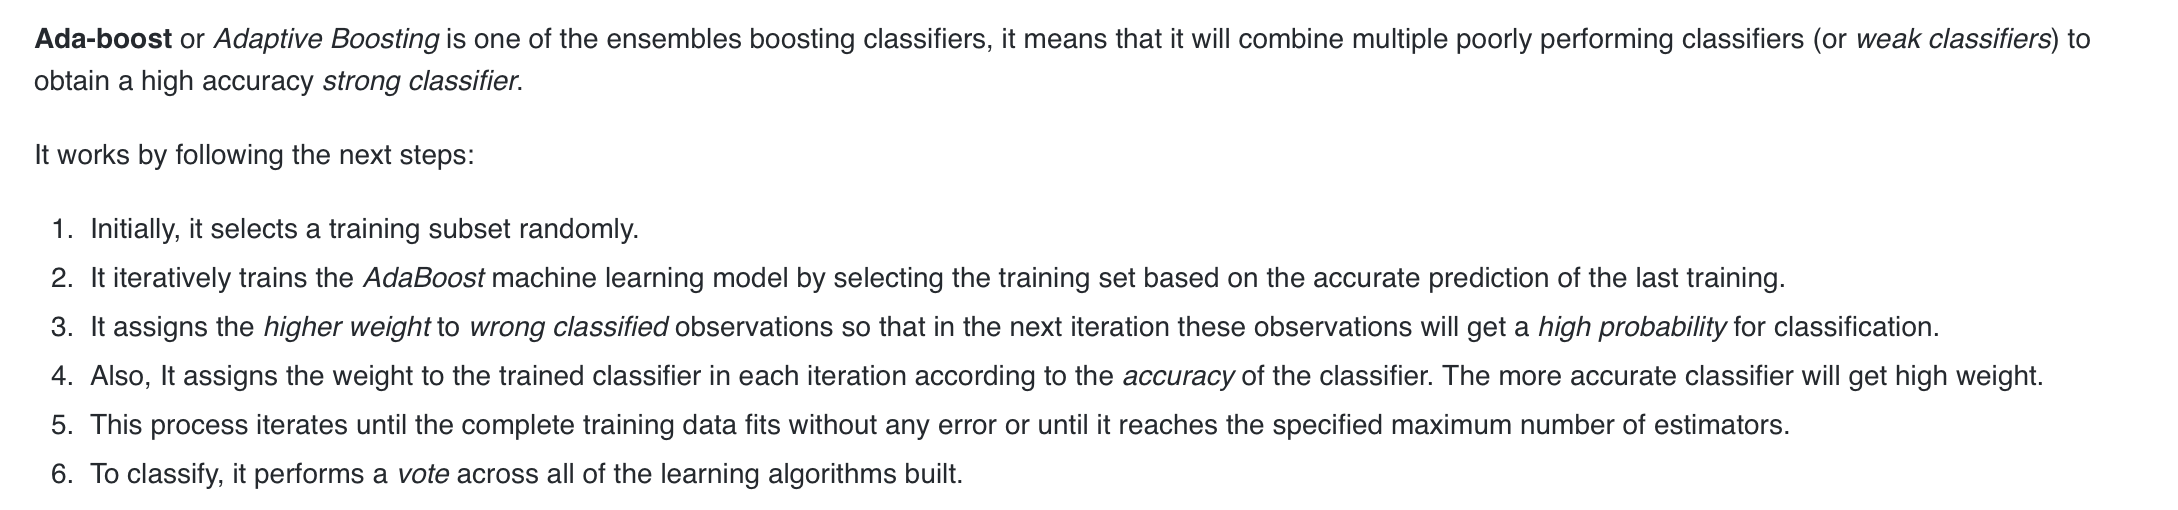 Ada-boost or Adaptive Boosting is one of the ensembles boosting classifiers, it means that it will combine multiple poorly performing classifiers (or weak classifiers) to
obtain a high accuracy strong classifier.
It works by following the next steps:
1. Initially, it selects a training subset randomly.
2. It iteratively trains the AdaBoost machine learning model by selecting the training set based on the accurate prediction of the last training.
3. It assigns the higher weight to wrong classified observations so that in the next iteration these observations will get a high probability for classification.
4. Also, It assigns the weight to the trained classifier in each iteration according to the accuracy of the classifier. The more accurate classifier will get high weight.
5. This process iterates until the complete training data fits without any error or until it reaches the specified maximum number of estimators.
6. To classify, it performs a vote across all of the learning algorithms built.